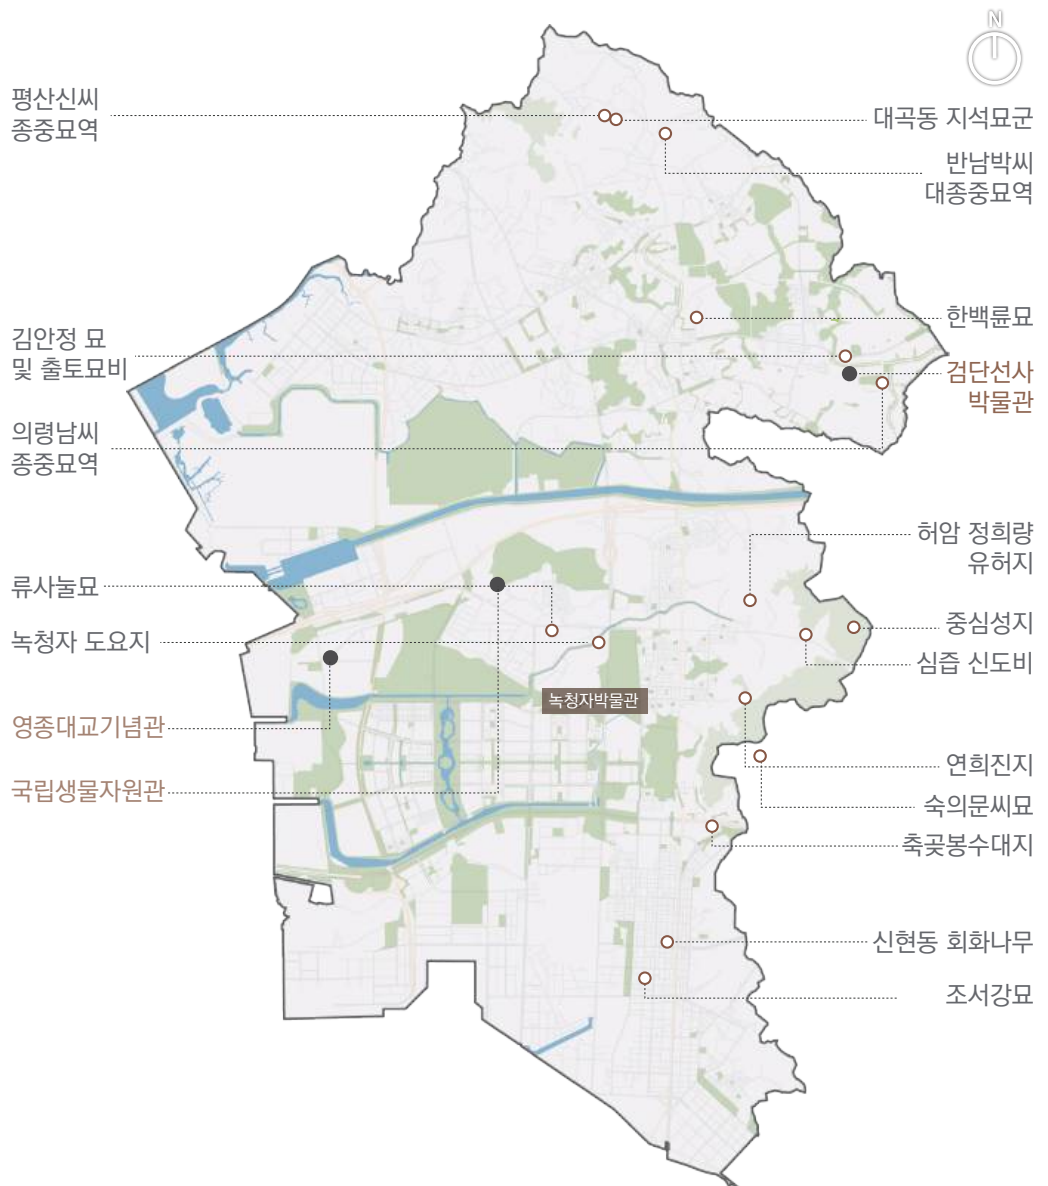 N
평산신씨
종중묘역
대곡동 지석묘군
반남박씨
대종중묘역
한백륜묘
김안정 묘
및 출토묘비
검단선사
박물관
의령남씨
종중묘역
허암 정희량
유허지
류사눌묘
중심성지
녹청자 도요지
심즙 신도비
녹청자박물관
영종대교기념관
연희진지
국립생물자원관
숙의문씨묘
축곶봉수대지
신현동 회화나무
조서강묘